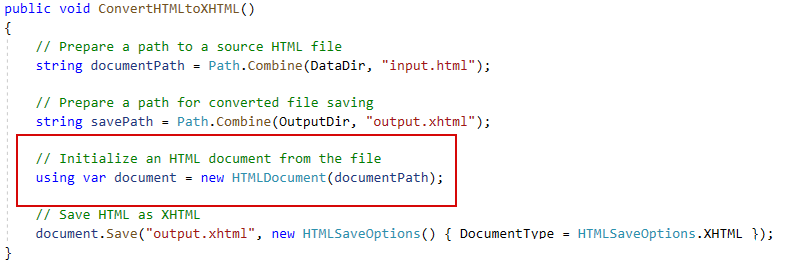 public void ConvertHTMLtoXHTML()
{
// Prepare a path to a source HTML file
string documentPath = Path.Combine(DataDir, "input.html");
// Prepare a path for converted file saving
string savePath = Path.Combine(OutputDir, "output.xhtml");
// Initialize an HTML document from the file
using var document = new HTMLDocument(documentPath);
// Save HTML as XHTML
document.Save("output.xhtml", new HTMLSaveOptions() { DocumentType = HTMLSaveOptions.XHTML });
}